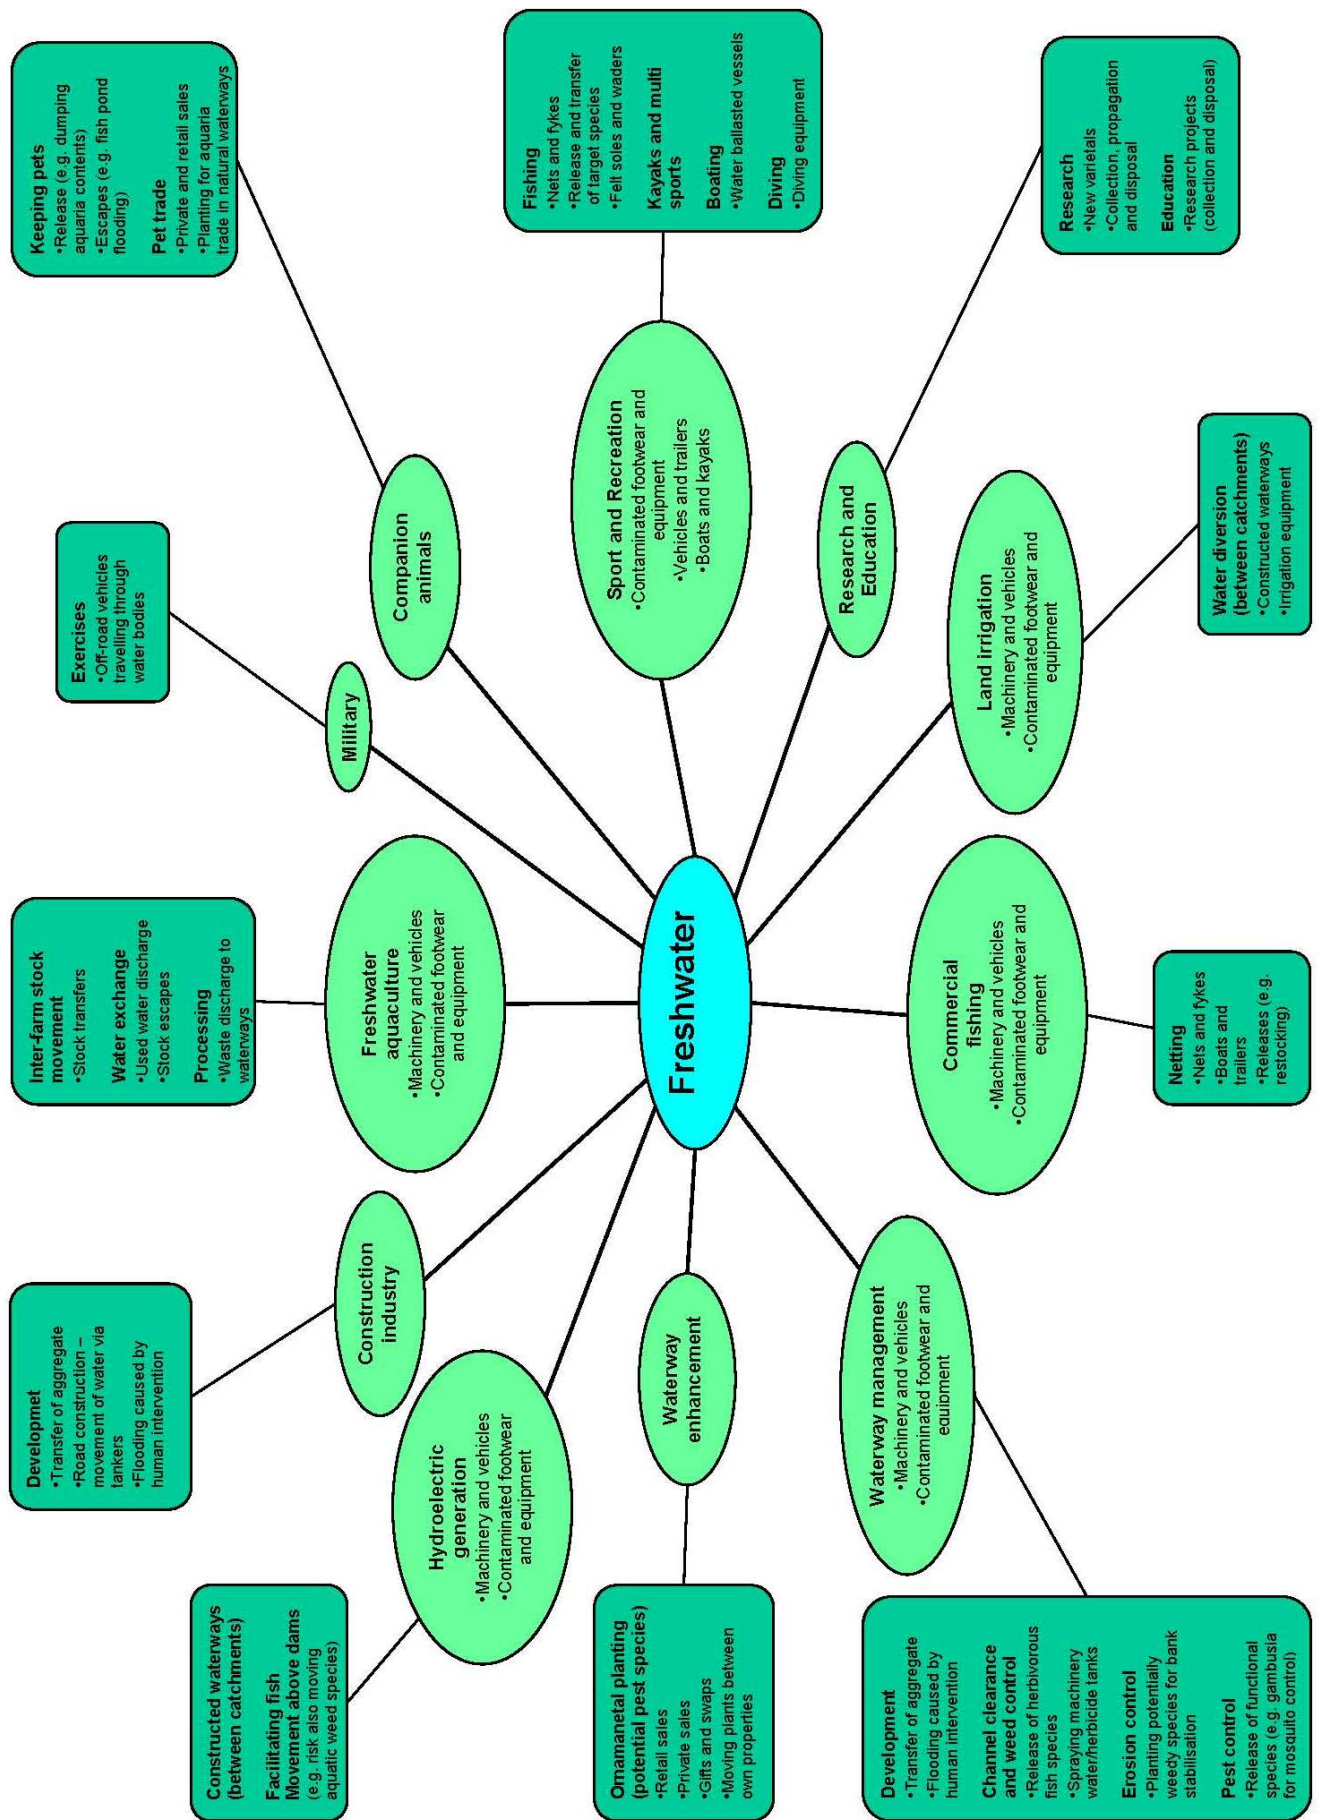 Freshwater
Constructed waterways
(between catchments)
Facilitating fish
Movement above dams
(e.g. risk also moving
aquatic weed species)
Hydroelectric
generation
•Machinery and vehicles
•Contaminated footwear
and equipment
Developmet
•Transfer of aggregate
•Road construction –
movement of water via
tankers
•Flooding caused by
human intervention
Construction
industry
Inter-farm stock
movement
•Stock transfers
Water exchange
•Used water discharge
•Stock escapes
Processing
•Waste discharge to
waterways
Freshwater
aquaculture
•Machinery and vehicles
•Contaminated footwear
and equipment
Exercises
•Off-road vehicles
travelling through
water bodies
Military
Keeping pets
•Release (e.g. dumping
aquaria contents)
•Escapes (e.g. fish pond
flooding)
Pet trade
•Private and retail sales
•Planting for aquaria
trade in natural waterways
Companion
animals
Fishing
•Nets and fykes
•Release and transfer
of target species
•Felt soles and waders
Kayaks and multi
sports
Boating
•Water ballasted vessels
Diving
•Diving equipment
Sport and Recreation
•Contaminated footwear and
equipment
•Vehicles and trailers
•Boats and kayaks
Research and
Education
Research
•New varietals
•Collection, propagation
and disposal
Education
•Research projects
(collection and disposal)
Land irrigation
•Machinery and vehicles
•Contaminated footwear and
equipment
Water diversion
(between catchments)
•Constructed waterways
•Irrigation equipment
Commercial
fishing
•Machinery and vehicles
•Contaminated footwear and
equipment
Netting
•Nets and fykes
•Boats and
trailers
•Releases (e.g.
restocking)
Waterway management
•Machinery and vehicles
•Contaminated footwear and
equipment
Development
•Transfer of aggregate
•Flooding caused by
human intervention
Channel clearance
and weed control
•Release of herbivorous
fish species
•Spraying machinery
water/herbicide tanks
Erosion control
•Planting potentially
weedy species for bank
stabilisation
Pest control
•Release of functional
species (e.g. gambusia
for mosquito control)
Waterway
enhancement
Ornamanetal planting
(potential pest species)
•Retail sales
•Private sales
•Gifts and swaps
•Moving plants between
own properties